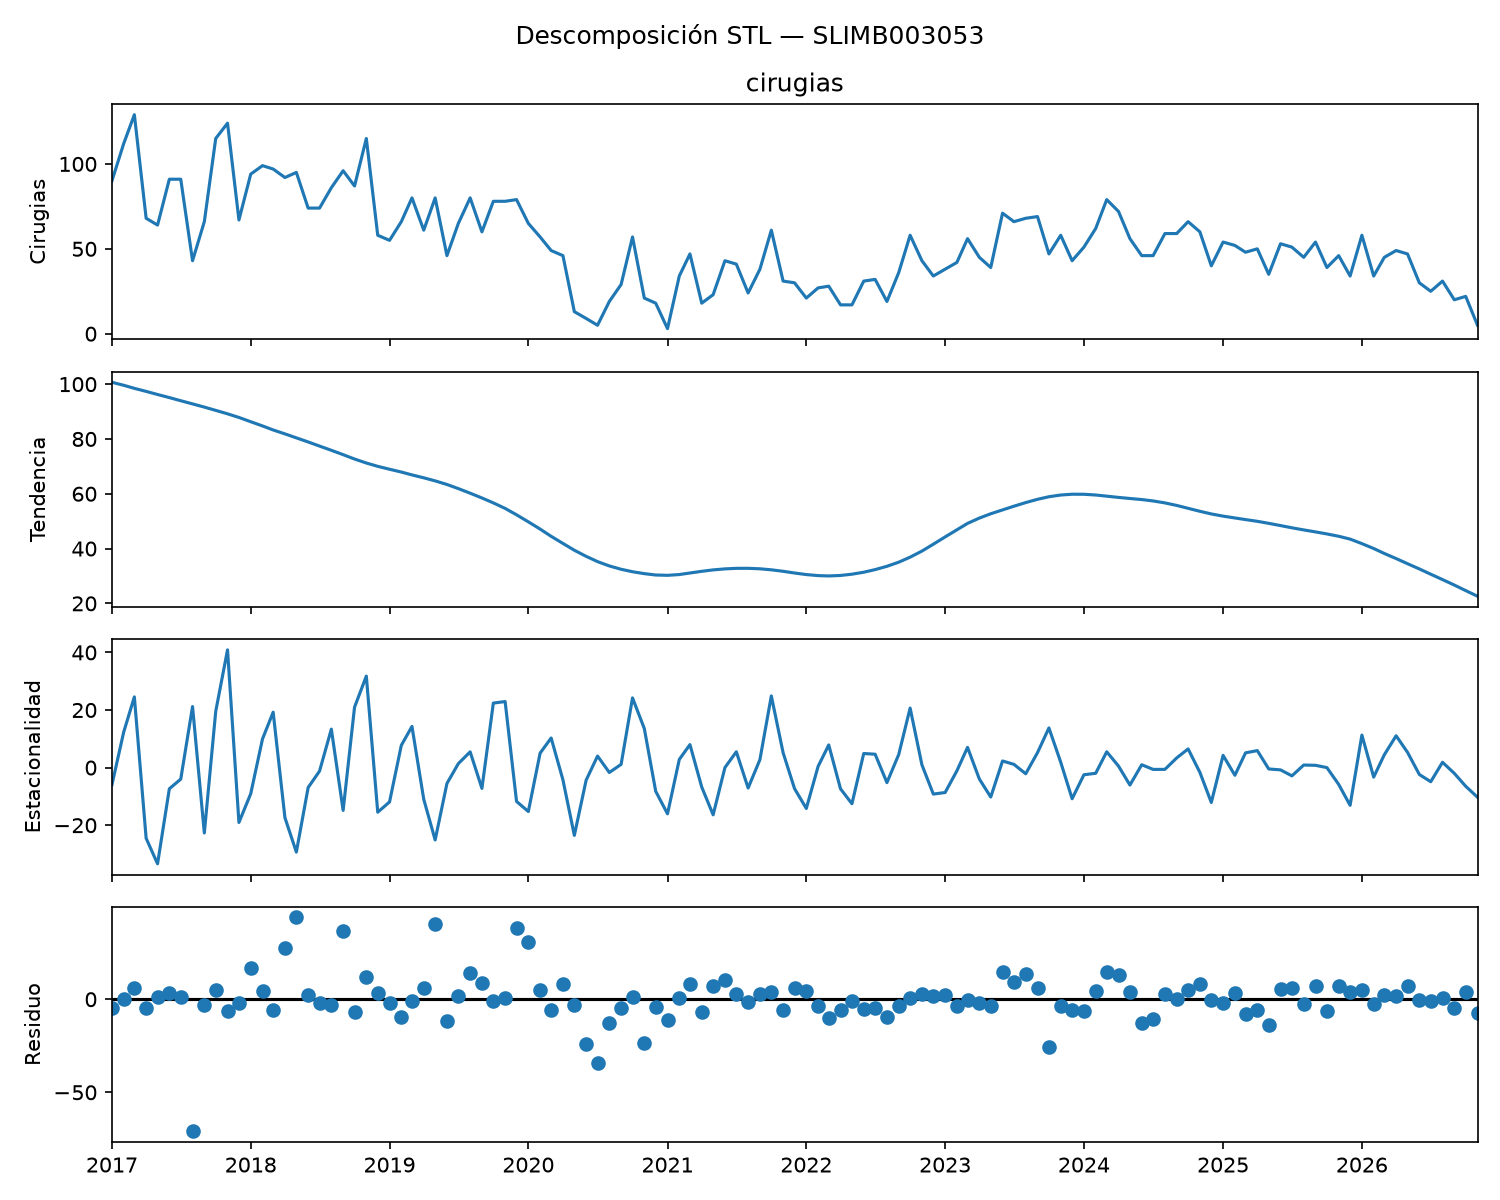 Descomposición STL — SLIMB003053
cirugias
Cirugias
100
50
0
Tendencia
100
80
60
40
20
Estacionalidad
40
20
0
−20
Residuo
0
−50
2017 2018 2019 2020 2021 2022 2023 2024 2025 2026